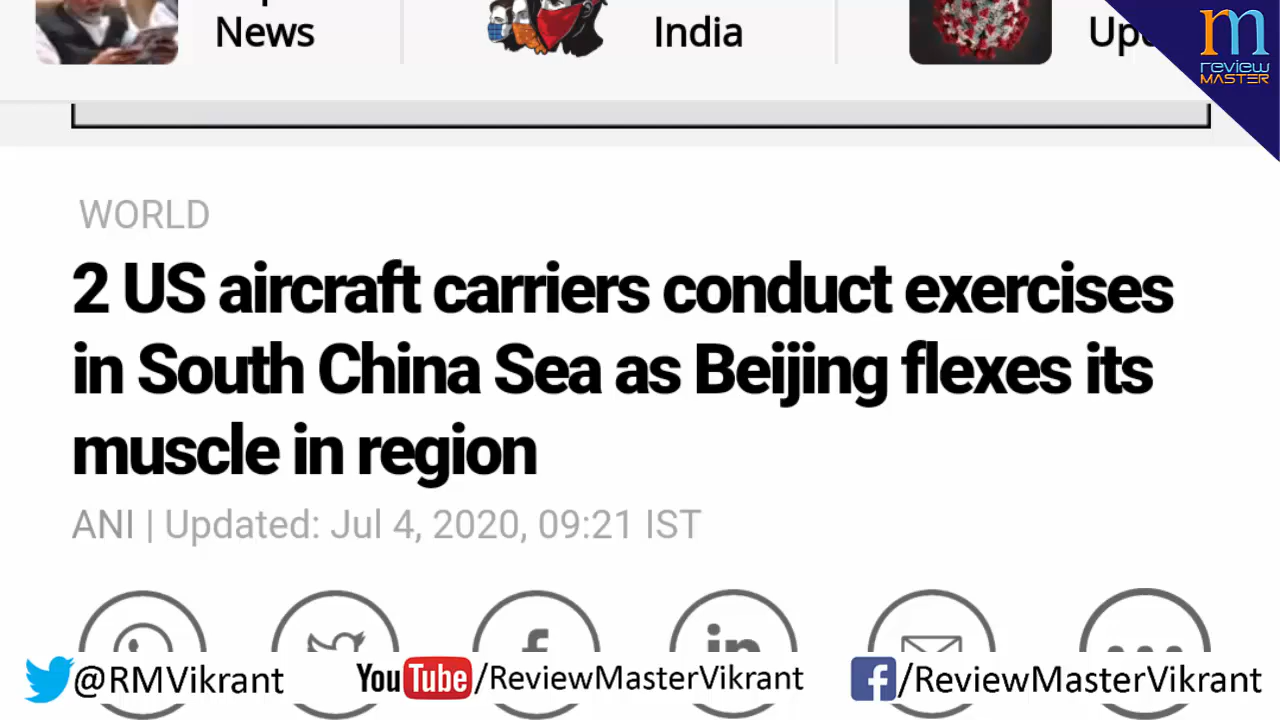 News
India
m
review
MASTER
WORLD
2 US aircraft carriers conduct exercises
in South China Sea as Beijing flexes its
muscle in region
ANI | Updated: Jul 4, 2020, 09:21 IST
@RMVikrant
YouTube/ReviewMasterVikrant
f/ReviewMasterVikrant